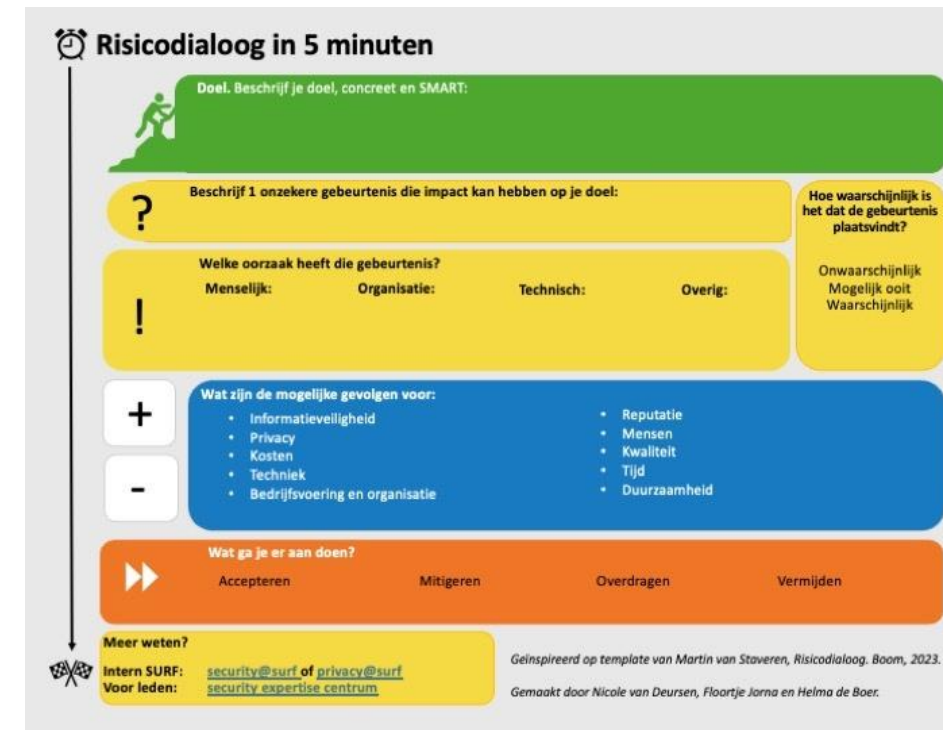 Risicodialoog in 5 minuten
Doel. Beschrijf je doel, concreet en SMART:
?
Beschrijf 1 onzekere gebeurtenis die impact kan hebben op je doel:
Hoe waarschijnlijk is
het dat de gebeurtenis
plaatsvindt?
Onwaarschijnlijk
Mogelijk ooit
Waarschijnlijk
!
Welke oorzaak heeft die gebeurtenis?
Menselijk: Organisatie: Technisch: Overig:
+
-
Wat zijn de mogelijke gevolgen voor:
• Informatieveiligheid
• Privacy
• Kosten
• Techniek
• Bedrijfsvoering en organisatie
• Reputatie
• Mensen
• Kwaliteit
• Tijd
• Duurzaamheid
Wat ga je er aan doen?
Accepteren Mitigeren Overdragen Vermijden
Meer weten?
Intern SURF: security@surf of privacy@surf
Voor leden: security expertise centrum
Geïnspireerd op template van Martin van Staveren, Risicodialoog. Boom, 2023.
Gemaakt door Nicole van Deursen, Floortje Jorna en Helma de Boer.